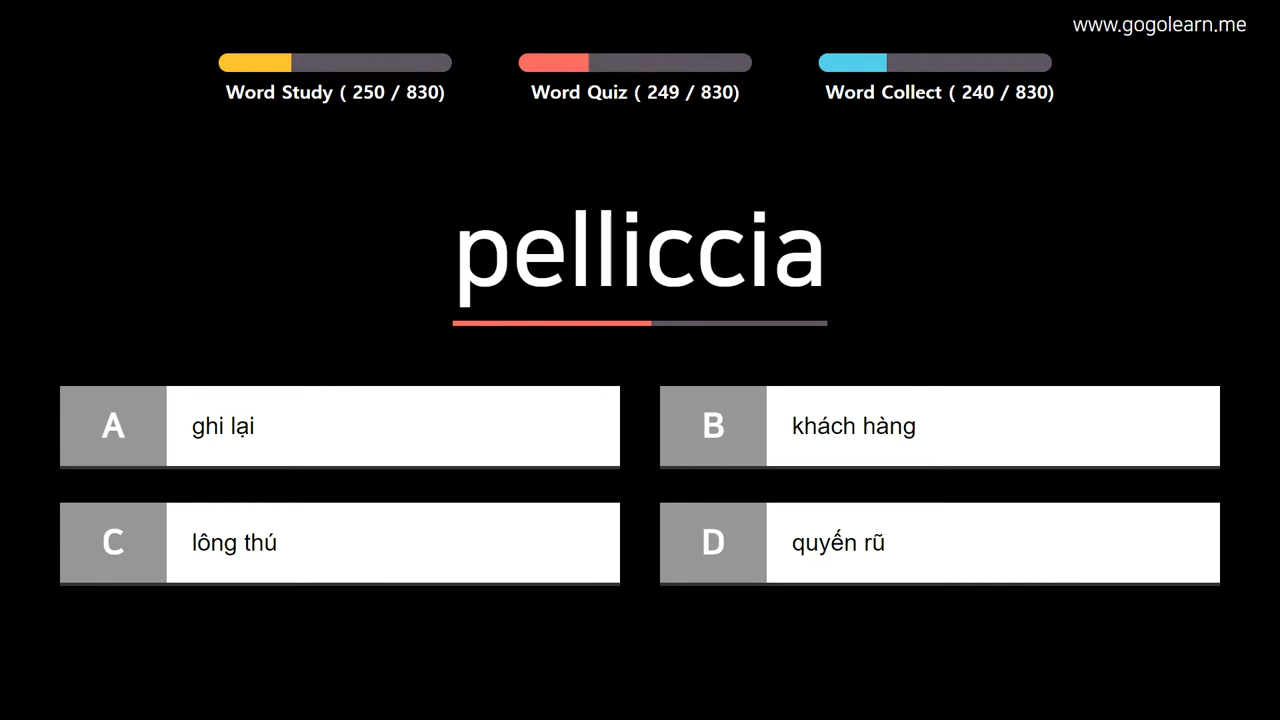 www.gogolearn.me
Word Study ( 250 / 830)
Word Quiz ( 249 / 830)
Word Collect ( 240 / 830)
pelliccia
A ghi lại
B khách hàng
C lông thú
D quyến rũ